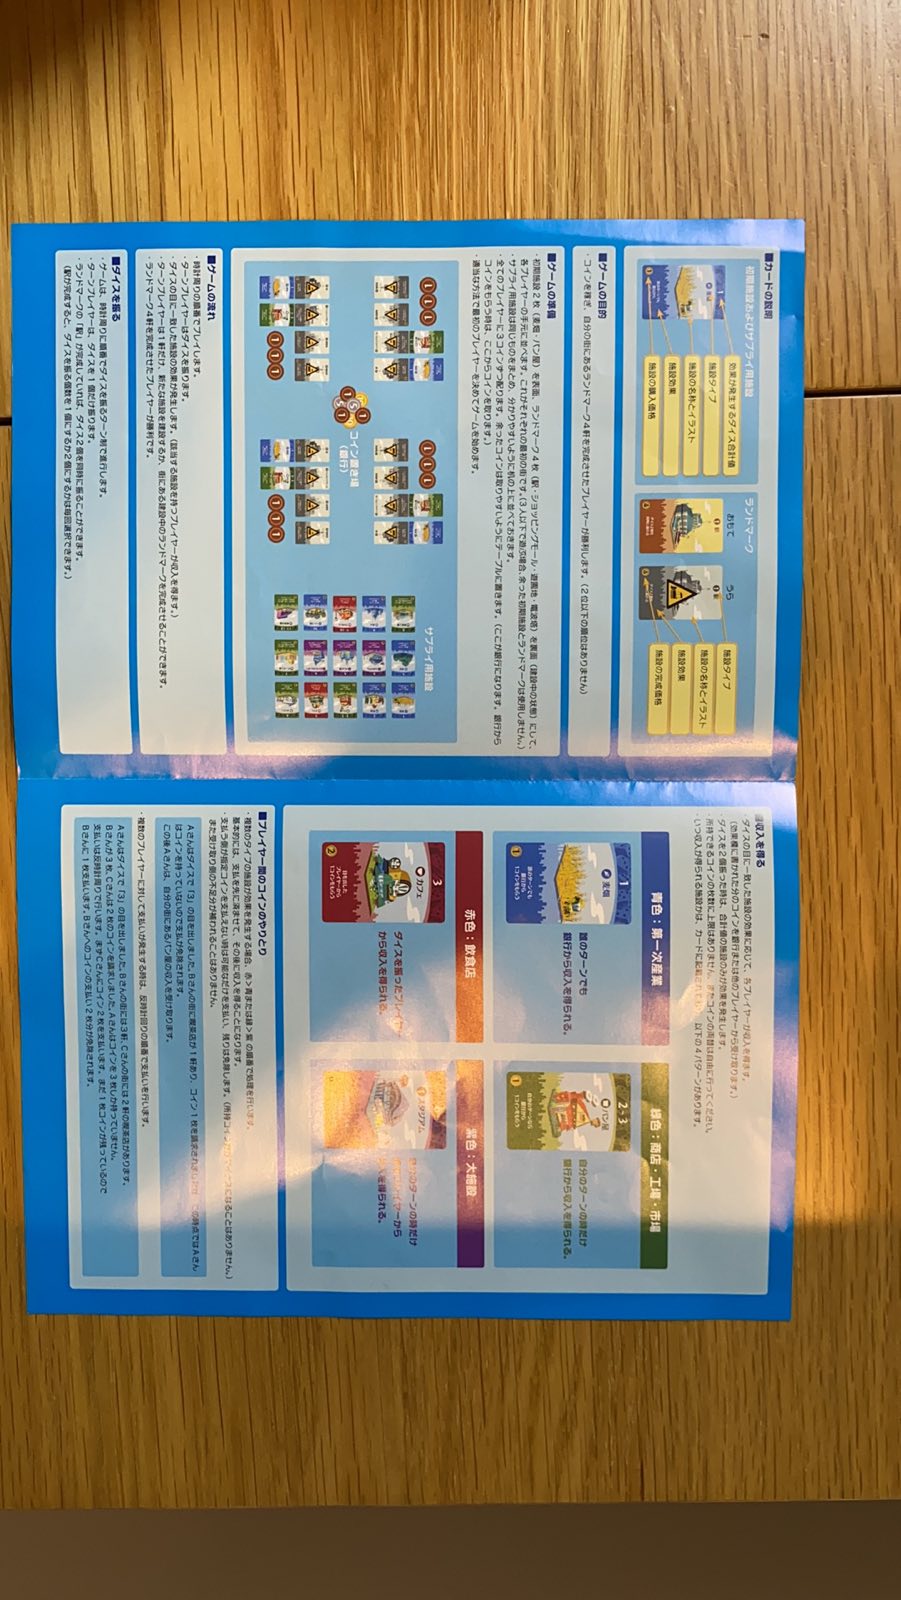 ■カードの説明
初期施設およびサプライ用施設
効果が発生するダイス合計値
施設タイプ
施設の名称とイラスト
施設効果
施設の購入価格
1
麦畑
1
ランドマーク
おもて
うら
駅
駅
4
4
施設タイプ
施設の名称とイラスト
施設効果
施設の完成価格
■ゲームの目的
・コインを稼ぎ、自分の街にあるランドマーク4軒を完成させたプレイヤーが勝利します。(2位以下の順位はありません)
■ゲームの準備
・初期施設2枚(麦畑・パン屋)を表面、ランドマーク4枚(駅・ショッピングモール・遊園地・電波塔)を裏面(建設中の状態)にして、
各プレイヤーの手元に並べます。これがそれぞれの最初の街です。(3人以下で遊ぶ場合、余った初期施設とランドマークは使用しません。)
・サプライ用施設は同じものをまとめ、分かりやすいように机の上に並べておきます。
・全てのプレイヤーに3コインずつ配ります。余ったコインは取りやすいようにテーブルに置きます。(ここが銀行になります。銀行から
コインをもらう時は、ここからコインを取ります。)
・適当な方法で最初のプレイヤーを決めてゲームを始めます。
サプライ用施設
コイン置き場
(銀行)
■ゲームの流れ
・時計周りの順番でプレイします。
・ターンプレイヤーはダイスを振ります。
・ダイスの目に一致した施設の効果が発生します。(該当する施設を持つプレイヤーが収入を得ます。)
・ターンプレイヤーは1軒だけ、新たな施設を建設するか、街にある建設中のランドマークを完成させることができます。
・ランドマーク4軒を完成させたプレイヤーが勝利です。
■ダイスを振る
・ゲームは、時計周りに順番でダイスを振るターン制で進行します。
・ターンプレイヤーは、ダイスを1個だけ振ります。
・ランドマークの「駅」が完成していれば、ダイス2個を同時に振ることができます。
(駅が完成すると、ダイスを振る個数を1個にするか2個にするかは毎回選択できます。)
■収入を得る
・ダイスの目に一致した施設の効果に応じて、各プレイヤーが収入を得ます。
(効果欄に書かれた分のコインを銀行または他のプレイヤーから受け取ります。)
・ダイスを2個振った時は、合計値の施設のみが効果を発生します。
・所持できるコインの枚数に上限はありません。またコインの両替は自由に行ってください。
・いつ収入が得られる施設かは、カードに記載されており、以下の4パターンがあります。
青色:第一次産業
1
麦畑
誰のターンでも
銀行から
1コインをもらう
1
誰のターンでも
銀行から収入を得られる。
緑色:商店・工場・市場
2-3
パン屋
自分のターンなら
銀行から
1コインをもらう
1
自分のターンの時だけ
銀行から収入を得られる。
赤色:飲食店
3
カフェ
目を出した
プレイヤーから
1コインをもらう
2
ダイスを振ったプレイヤー
から収入を得られる。
紫色:大施設
スタジアム
自分のターンの時だけ
プレイヤーから
を得られる。
■プレイヤー間のコインのやりとり
・複数のタイプの施設が効果を発生する場合、赤>青または緑>紫 の順番で処理を行います。
基本的には、支払を先に済ませて、その後に収入を得ることになります。
・支払う側が指定コインを支払えない時は可能なだけを支払い、残りは免除します。(所持コインがマイナスになることはありません。)
また受け取り側の不足分が補われることはありません。
Aさんはダイスで「3」の目を出しました。Bさんの街に喫茶店が1軒あり、コイン1枚を請求されましたが、この時点ではAさん
はコインを持っていないので支払が免除されます。
この後Aさんは、自分の街にあるパン屋の収入を受け取ります。
・複数のプレイヤーに対して支払いが発生する時は、反時計回りの順番で支払いを行います。
Aさんはダイスで「3」の目を出しました。Bさんの街には3軒、Cさんの街には2軒の喫茶店があります。
Bさんが3枚、Cさんは2枚のコインを請求しました。Aさんはコインを3枚しか持っていません。
支払いは反時計周りで行います。まずCさんにコイン2枚を支払います。まだ1枚コインが残っているので
Bさんに1枚支払います。Bさんへのコインの支払い2枚分が免除されます。